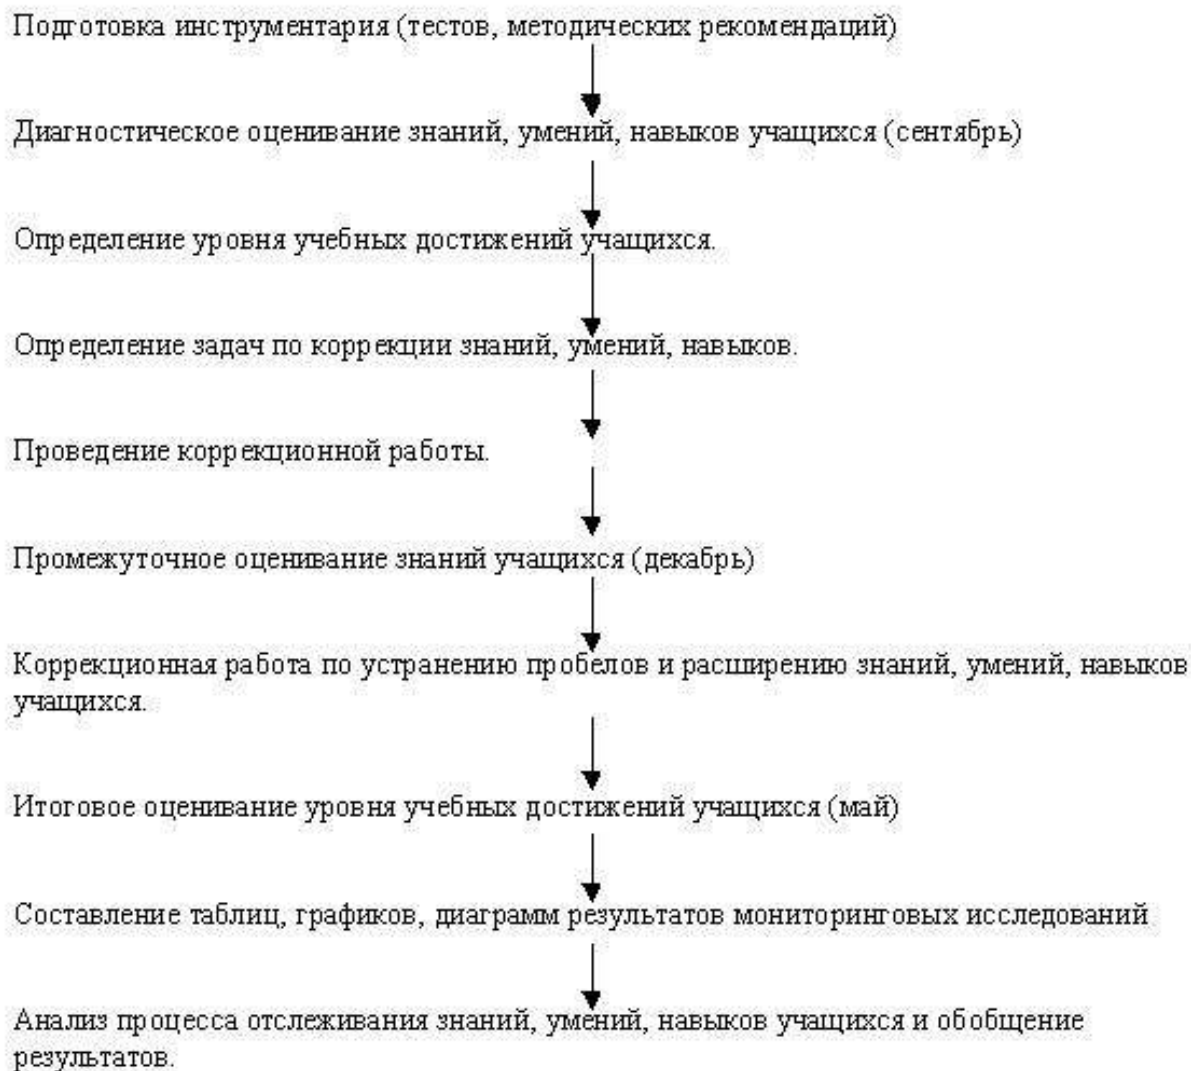 Подготовка инструментария (тестов, методических рекомендаций)
Диагностическое оценивание знаний, умений, навыков учащихся (сентябрь)
Определение уровня учебных достижений учащихся.
Определение задач по коррекции знаний, умений, навыков.
Проведение коррекционной работы.
Промежуточное оценивание знаний учащихся (декабрь)
Коррекционная работа по устранению пробелов и расширению знаний, умений, навыков
учащихся.
Итоговое оценивание уровня учебных достижений учащихся (май)
Составление таблиц, графиков, диаграмм результатов мониторинговых исследований
Анализ процесса отслеживания знаний, умений, навыков учащихся и обобщение
результатов.